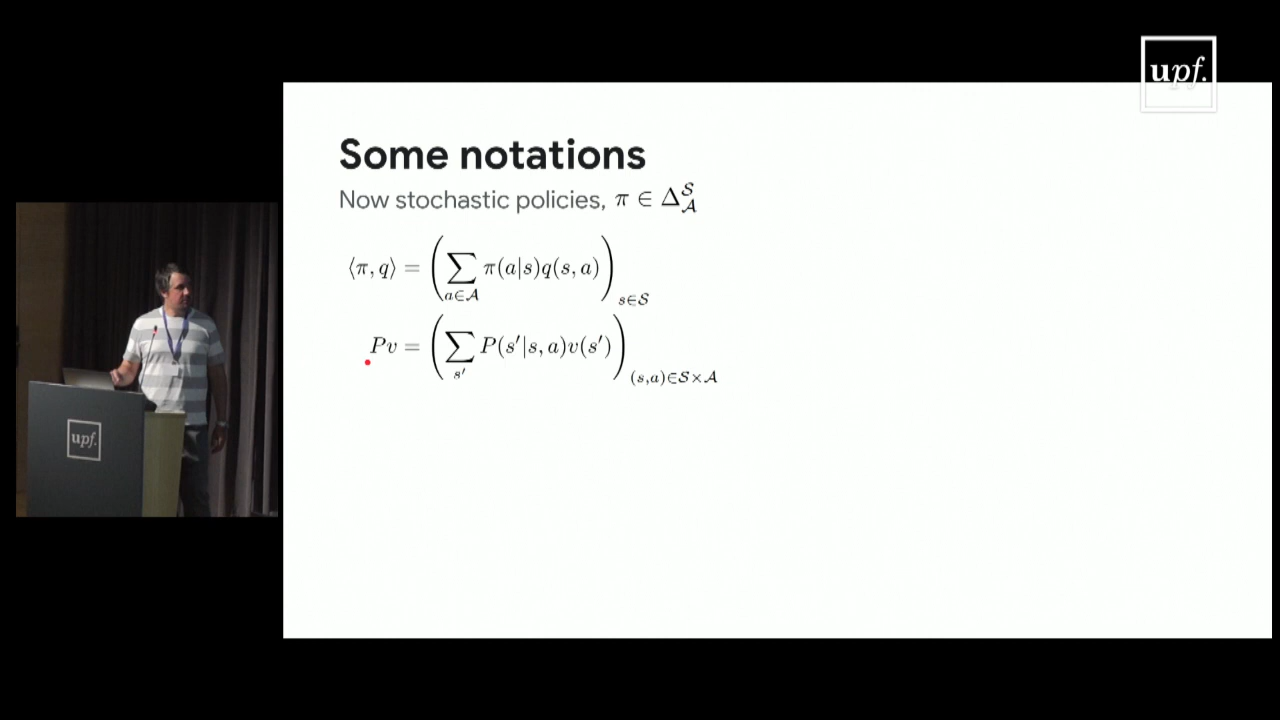 upf.
Some notations
Now stochastic policies, π ∈ Δ_𝒜^𝒮
⟨π, q⟩ = (∑_{a∈𝒜} π(a|s)q(s, a))_{s∈𝒮}
Pv = (∑_{s′} P(s′|s, a)v(s′))_{(s,a)∈𝒮×𝒜}
upf.